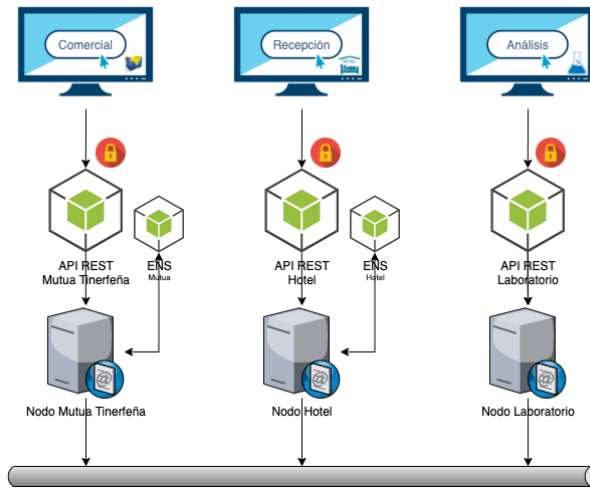 Comercial
Recepción
Análisis
HOTEL
API REST
Mutua Tinerfeña
ENS
Mutua
API REST
Hotel
ENS
Hotel
API REST
Laboratorio
Nodo Mutua Tinerfeña
Nodo Hotel
Nodo Laboratorio